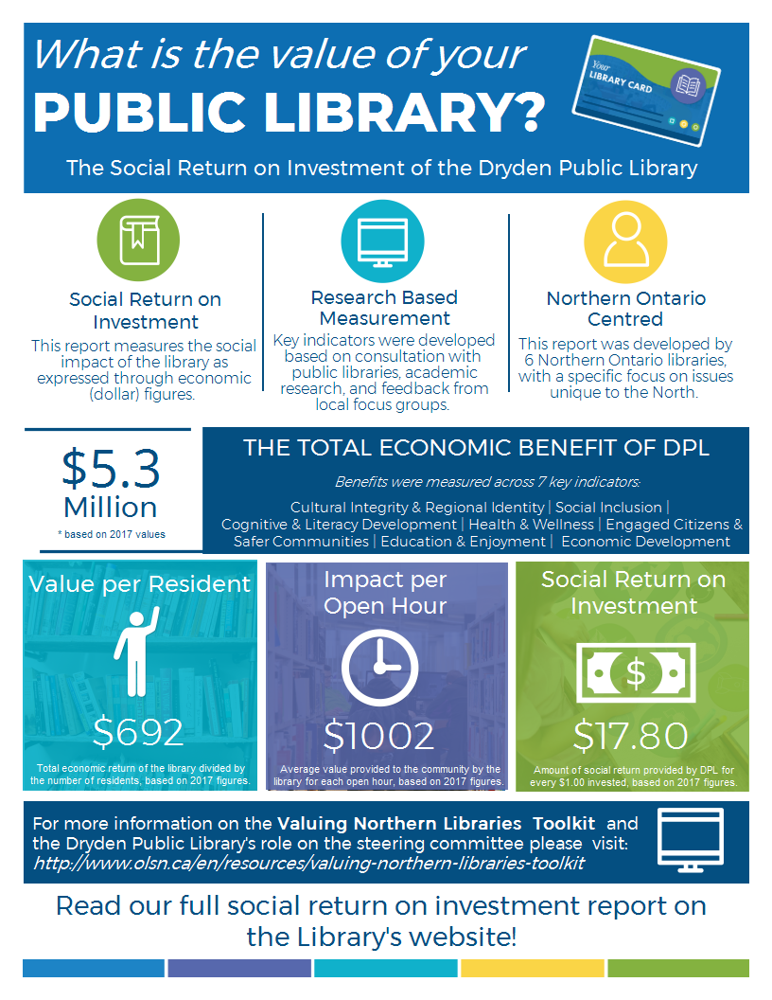 What is the value of your
PUBLIC LIBRARY?
Your
LIBRARY CARD
The Social Return on Investment of the Dryden Public Library
Social Return on
Investment
This report measures the social
impact of the library as
expressed through economic
(dollar) figures.
Research Based
Measurement
Key indicators were developed
based on consultation with
public libraries, academic
research, and feedback from
local focus groups.
Northern Ontario
Centred
This report was developed by
6 Northern Ontario libraries,
with a specific focus on issues
unique to the North.
$5.3
Million
* based on 2017 values
THE TOTAL ECONOMIC BENEFIT OF DPL
Benefits were measured across 7 key indicators:
Cultural Integrity & Regional Identity | Social Inclusion |
Cognitive & Literacy Development | Health & Wellness | Engaged Citizens &
Safer Communities | Education & Enjoyment | Economic Development
Value per Resident
$692
Total economic return of the library divided by
the number of residents, based on 2017 figures.
Impact per
Open Hour
$1002
Average value provided to the community by the
library for each open hour, based on 2017 figures.
Social Return on
Investment
$
$17.80
Amount of social return provided by DPL for
every $1.00 invested, based on 2017 figures.
For more information on the Valuing Northern Libraries Toolkit and
the Dryden Public Library's role on the steering committee please visit:
http://www.olsn.ca/en/resources/valuing-northern-libraries-toolkit
Read our full social return on investment report on
the Library's website!